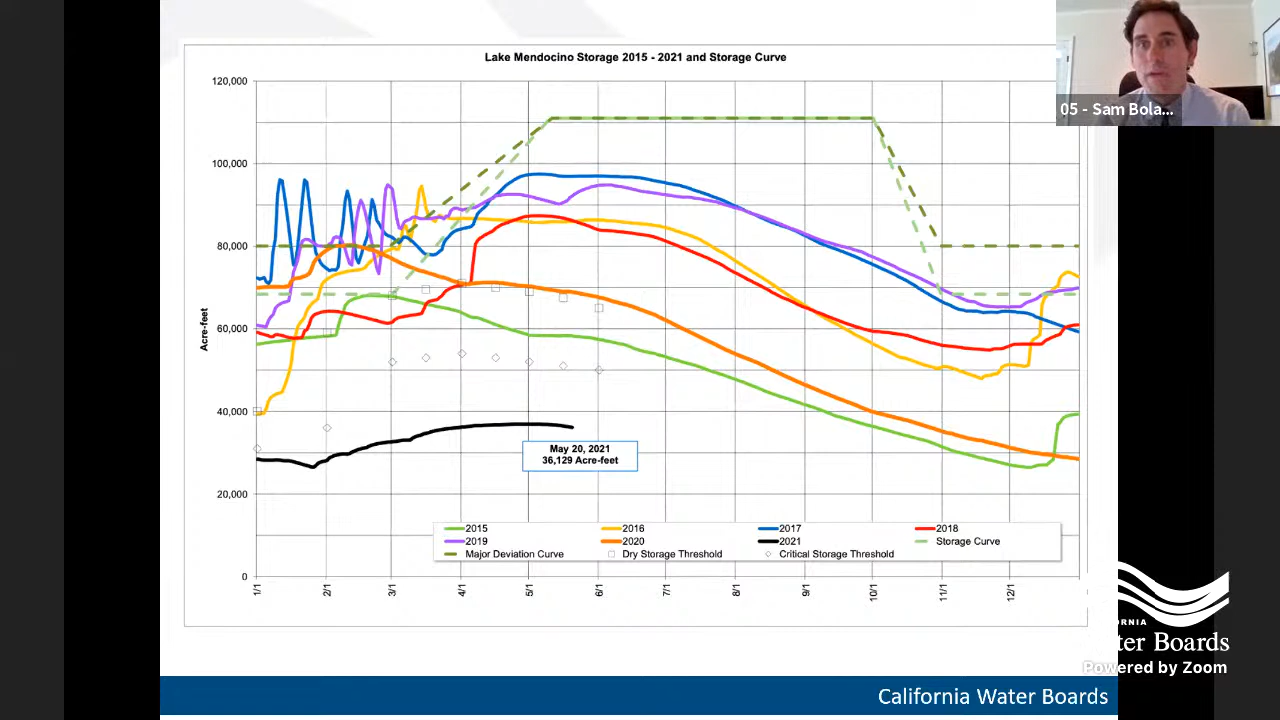 Lake Mendocino Storage 2015 - 2021 and Storage Curve
05 - Sam Bola...
120,000
100,000
80,000
60,000
40,000
20,000
0
Acre-feet
May 20, 2021
36,129 Acre-feet
2015 2016 2017 2018
2019 2020 2021 Storage Curve
Major Deviation Curve Dry Storage Threshold Critical Storage Threshold
1/1 2/1 3/1 4/1 5/1 6/1 7/1 8/1 9/1 10/1 11/1 12/1
RNIA
ter Boards
Powered by Zoom
California Water Boards